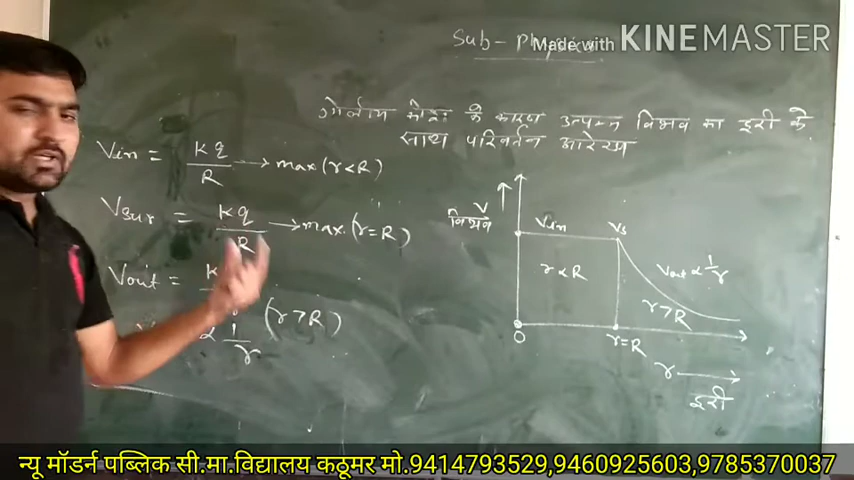 Sub - Ph
Made with KINEMASTER
गोलीय के कारण उत्पन्न विभव का दूरी के
साथ परिवर्तन आरेख
Vin = kq/R → max (r<R)
Vsur = kq/R → max. (r=R)
Vout = K
∝ 1/r (r>R)
V
विभव
Vin Vs
r<R
Vout ∝ 1/r
r>R
O r=R
r →
दूरी
न्यू मॉडर्न पब्लिक सी.मा.विद्यालय कठूमर मो.9414793529,9460925603,9785370037